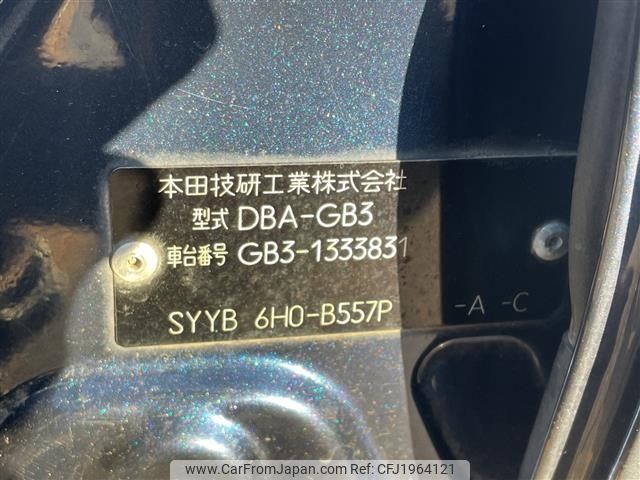 本田技研工業株式会社
型式 DBA-GB3
車台番号 GB3-1333831
SYYB 6H0-B557P -A -C
www.CarFromJapan.com | Ref: CFJ1964121